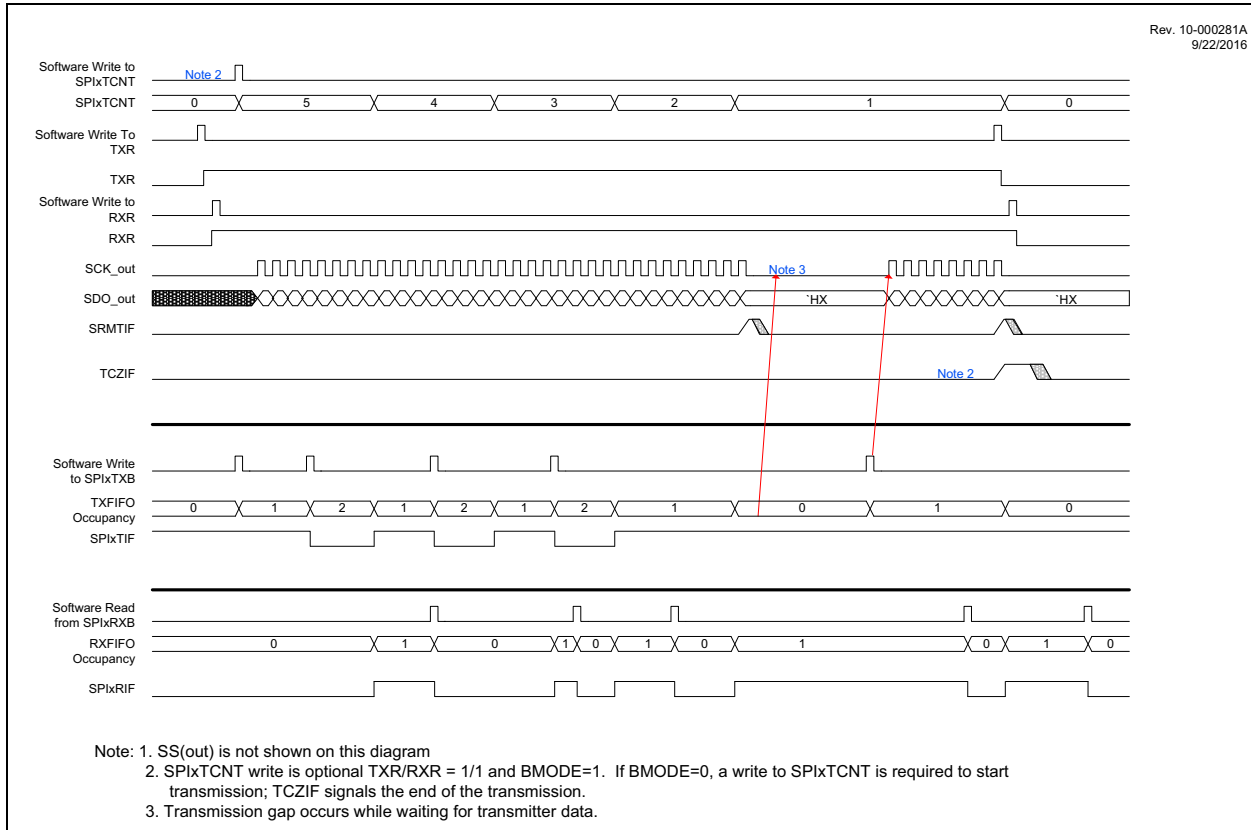 Rev. 10-000281A
9/22/2016
Software Write to
SPIxTCNT
Note 2
SPIxTCNT
0 5 4 3 2 1 0
Software Write To
TXR
TXR
Software Write to
RXR
RXR
SCK_out
Note 3
SDO_out
`HX `HX
SRMTIF
TCZIF
Note 2
Software Write
to SPIxTXB
TXFIFO
Occupancy
0 1 2 1 2 1 2 1 0 1 0
SPIxTIF
Software Read
from SPIxRXB
RXFIFO
Occupancy
0 1 0 1 0 1 0 1 0 1 0
SPIxRIF
Note: 1. SS(out) is not shown on this diagram
2. SPIxTCNT write is optional TXR/RXR = 1/1 and BMODE=1. If BMODE=0, a write to SPIxTCNT is required to start
transmission; TCZIF signals the end of the transmission.
3. Transmission gap occurs while waiting for transmitter data.